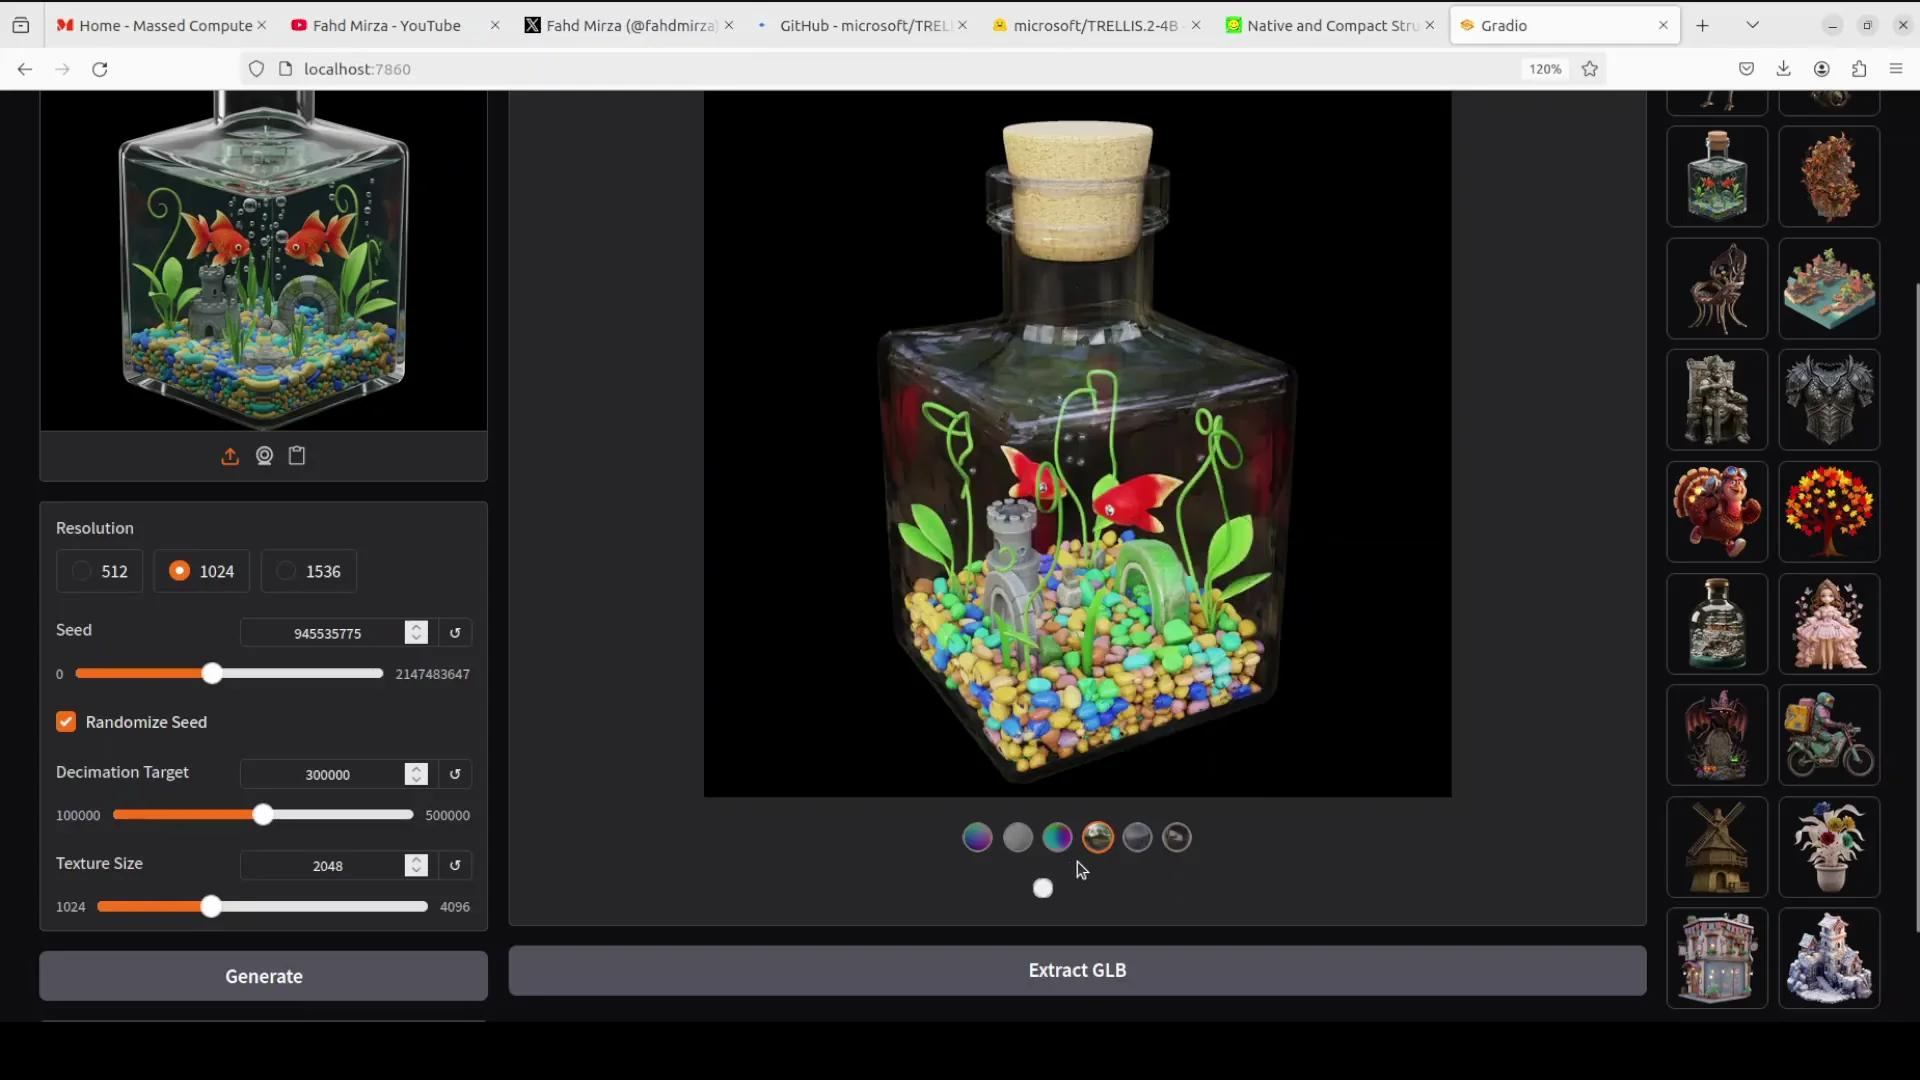 Home - Massed Compute
Fahd Mirza - YouTube
Fahd Mirza (@fahdmirza)
GitHub - microsoft/TREL
microsoft/TRELLIS.2-4B
Native and Compact Stru
Gradio
localhost:7860
120%
Resolution
512
1024
1536
Seed
945535775
0
2147483647
Randomize Seed
Decimation Target
300000
100000
500000
Texture Size
2048
1024
4096
Generate
Extract GLB